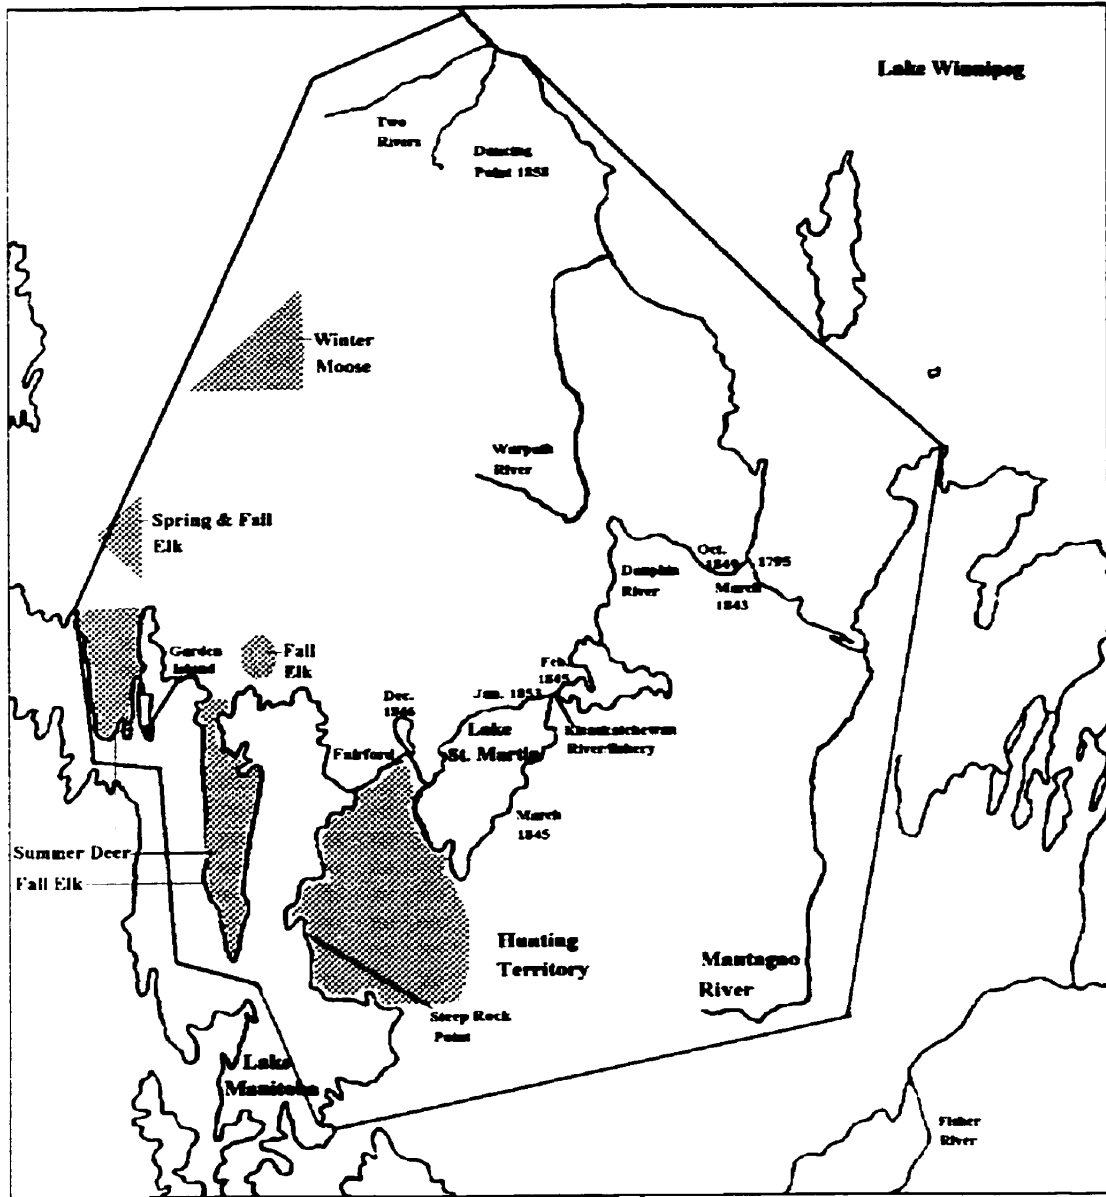 Lake Winnipeg
Two
Rivers
Dancing
Point 1858
Winter
Moose
Warpath
River
Spring & Fall
Elk
Oct.
1849
1795
March
1843
Dauphin
River
Garden
Island
Fall
Elk
Feb.
1845
Jan. 1853
Dec.
1846
Lake
St. Martin
Fairford
River fishery
March
1845
Summer Deer
Fall Elk
Hunting
Territory
Mantagao
River
Steep Rock
Point
Lake
Manitoba
Fisher
River